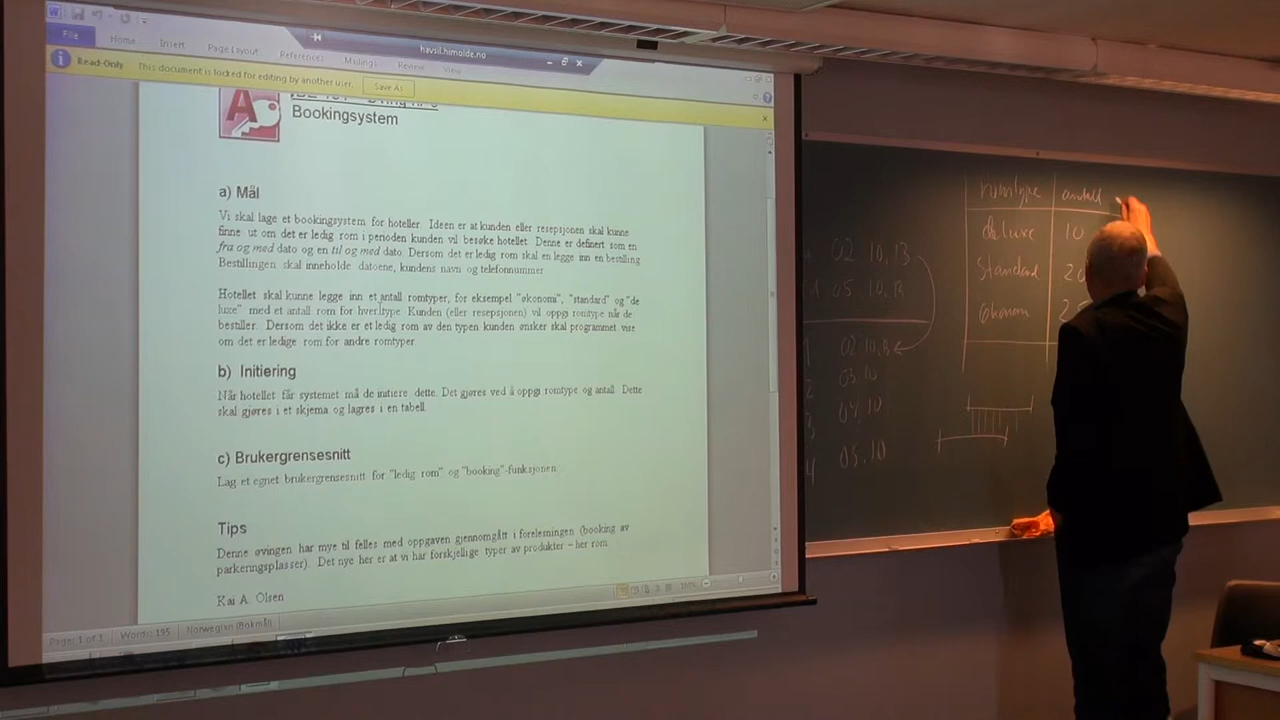 havsil.himolde.no
File Home Insert Page Layout References Mailings Review View
Read-Only This document is locked for editing by another user. Save As
Bookingsystem
a) Mål
Vi skal lage et bookingsystem for hoteller. Ideen er at kunden eller resepsjonen skal kunne
finne ut om det er ledig rom i perioden kunden vil besøke hotellet. Denne er definert som en
fra og med dato og en til og med dato. Dersom det er ledig rom skal en legge inn en bestilling
Bestillingen skal inneholde datoene, kundens navn og telefonnummer
Hotellet skal kunne legge inn et antall romtyper, for eksempel "økonomi", "standard" og "de
luxe" med et antall rom for hver type Kunden (eller resepsjonen) vil oppgi romtype når de
bestiller. Dersom det ikke er et ledig rom av den typen kunden ønsker skal programmet vise
om det er ledige rom for andre romtyper
b) Initiering
Når hotellet får systemet må de initiere dette. Det gjøres ved å oppgi romtype og antall. Dette
skal gjøres i et skjema og lagres i en tabell.
c) Brukergrensesnitt
Lag et egnet brukergrensesnitt for "ledig rom" og "booking"-funksjonen.
Tips
Denne øvingen har mye til felles med oppgaven gjennomgått i forelesningen (booking av
parkeringsplasser). Det nye her er at vi har forskjellige typer av produkter – her rom.
Kai A. Olsen
Page: 1 of 1 Words: 195 Norwegian (Bokmål)
romtype antall
deluxe 10
Standard 20
økonom
02.10.13
05.10.13
1 02.10.13
2 03.10
3 04.10
4 05.10